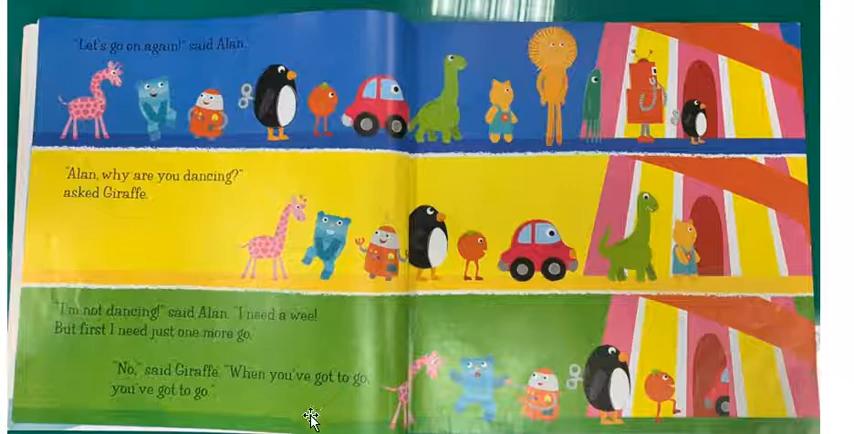 "Let's go on again!" said Alan.
"Alan, why are you dancing?"
asked Giraffe.
"I'm not dancing!" said Alan. "I need a wee!
But first I need just one more go."
"No," said Giraffe. "When you've got to go,
you've got to go."